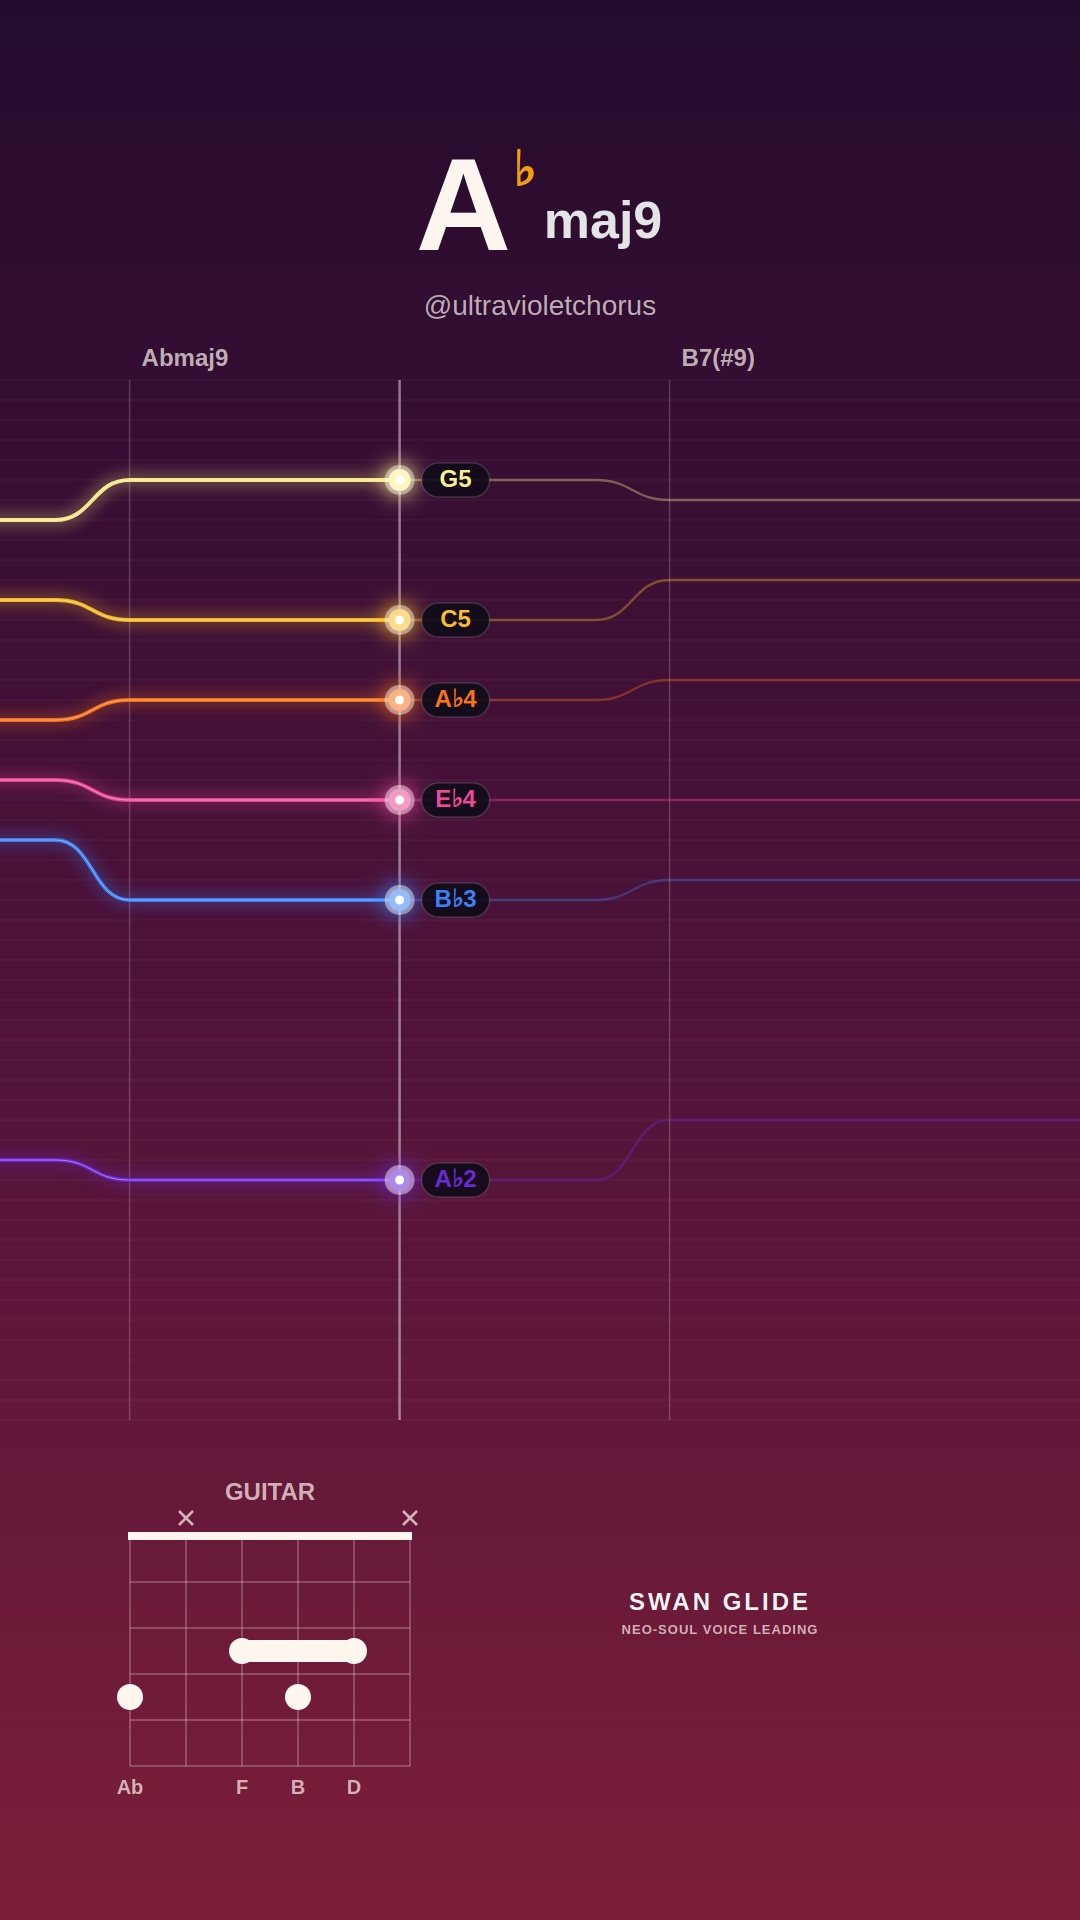 A♭maj9
@ultravioletchorus
Abmaj9 B7(#9)
G5
C5
A♭4
E♭4
B♭3
A♭2
GUITAR
× ×
SWAN GLIDE
NEO-SOUL VOICE LEADING
Ab F B D